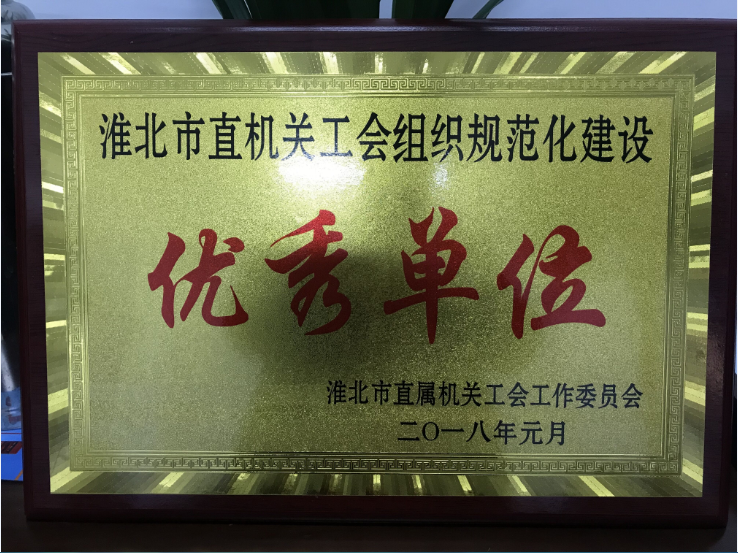 淮北市直机关工会组织规范化建设
优秀单位
淮北市直属机关工会工作委员会
二〇一八年元月